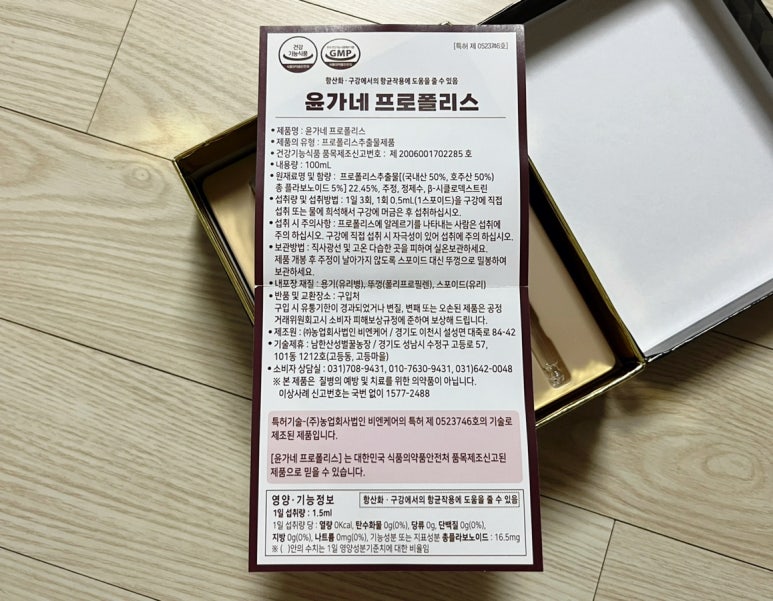 건강
기능식품
식품의약품안전처
GMP
식품의약품안전처
[특허 제 0523746호]
항산화·구강에서의 항균작용에 도움을 줄 수 있음
윤가네 프로폴리스
• 제품명 : 윤가네 프로폴리스
• 제품의 유형 : 프로폴리스추출물제품
• 건강기능식품 품목제조신고번호 : 제 2006001702285 호
• 내용량 : 100mL
• 원재료명 및 함량 : 프로폴리스추출물[(국내산 50%, 호주산 50%)
총 플라보노이드 5%] 22.45%, 주정, 정제수, β-시클로덱스트린
• 섭취량 및 섭취방법 : 1일 3회, 1회 0.5mL(1스포이드)을 구강에 직접
섭취 또는 물에 희석해서 구강에 머금은 후 섭취하십시오.
• 섭취 시 주의사항 : 프로폴리스에 알레르기를 나타내는 사람은 섭취에
주의 하십시오. 구강에 직접 섭취 시 자극성이 있어 섭취에 주의 하십시오.
• 보관방법 : 직사광선 및 고온 다습한 곳을 피하여 실온보관하세요.
제품 개봉 후 주정이 날아가지 않도록 스포이드 대신 뚜껑으로 밀봉하여
보관하세요.
• 내포장 재질 : 용기(유리병), 뚜껑(폴리프로필렌), 스포이드(유리)
• 반품 및 교환장소 : 구입처
구입 시 유통기한이 경과되었거나 변질, 변패 또는 오손된 제품은 공정
거래위원회고시 소비자 피해보상규정에 준하여 보상해 드립니다.
• 제조원 : ㈜농업회사법인 비엔케어 / 경기도 이천시 설성면 대죽로 84-42
• 기술제휴 : 남한산성벌꿀농장 / 경기도 성남시 수정구 고등로 57,
101동 1212호(고등동, 고등마을)
• 소비자 상담실 : 031)708-9431, 010-7630-9431, 031)642-0048
※ 본 제품은 질병의 예방 및 치료를 위한 의약품이 아닙니다.
이상사례 신고번호는 국번 없이 1577-2488
특허기술-(주)농업회사법인 비엔케어의 특허 제 0523746호의 기술로
제조된 제품입니다.
[윤가네 프로폴리스] 는 대한민국 식품의약품안전처 품목제조신고된
제품으로 믿을 수 있습니다.
영양·기능정보
항산화·구강에서의 항균작용에 도움을 줄 수 있음
1일 섭취량 : 1.5ml
1일 섭취량 당 : 열량 0Kcal, 탄수화물 0g(0%), 당류 0g, 단백질 0g(0%),
지방 0g(0%), 나트륨 0mg(0%), 기능성분 또는 지표성분 총플라보노이드 : 16.5mg
※ ( )안의 수치는 1일 영양성분기준치에 대한 비율임